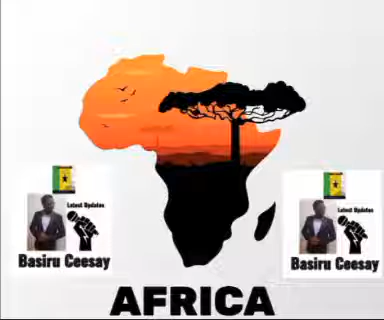 Latest Updates
Basiru Ceesay
Latest Updates
Basiru Ceesay
AFRICA